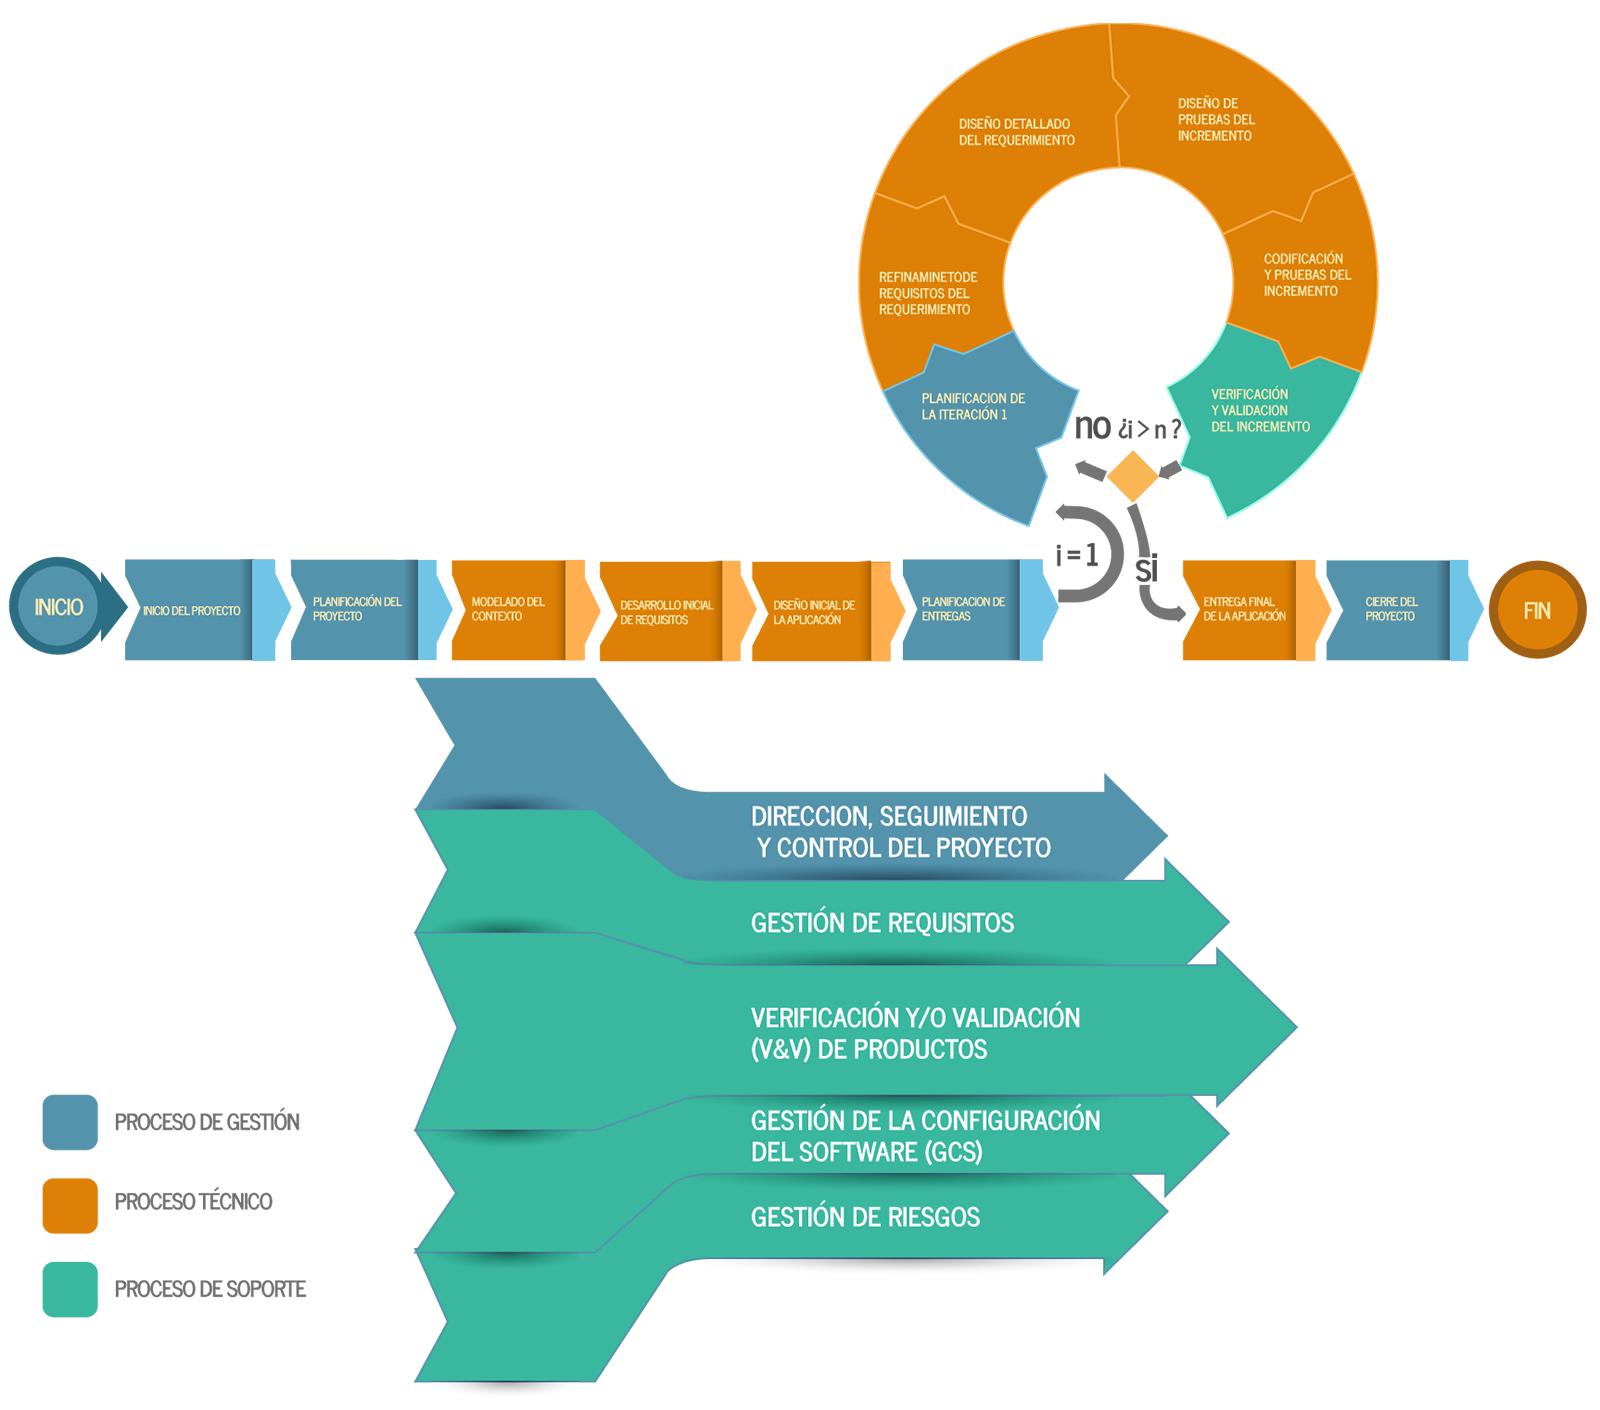 DISEÑO DETALLADO
DEL REQUERIMIENTO
DISEÑO DE
PRUEBAS DEL
INCREMENTO
REFINAMINETODE
REQUISITOS DEL
REQUERIMIENTO
CODIFICACIÓN
Y PRUEBAS DEL
INCREMENTO
PLANIFICACION DE
LA ITERACIÓN 1
VERIFICACIÓN
Y VALIDACION
DEL INCREMENTO
no ¿i > n ?
i = 1
SI
INICIO
INICIO DEL PROYECTO
PLANIFICACIÓN DEL
PROYECTO
MODELADO DEL
CONTEXTO
DESARROLLO INICIAL
DE REQUISITOS
DISEÑO INICIAL DE
LA APLICACIÓN
PLANIFICACION DE
ENTREGAS
ENTREGA FINAL
DE LA APLICACIÓN
CIERRE DEL
PROYECTO
FIN
DIRECCION, SEGUIMIENTO
Y CONTROL DEL PROYECTO
GESTIÓN DE REQUISITOS
VERIFICACIÓN Y/O VALIDACIÓN
(V&V) DE PRODUCTOS
GESTIÓN DE LA CONFIGURACIÓN
DEL SOFTWARE (GCS)
GESTIÓN DE RIESGOS
PROCESO DE GESTIÓN
PROCESO TÉCNICO
PROCESO DE SOPORTE